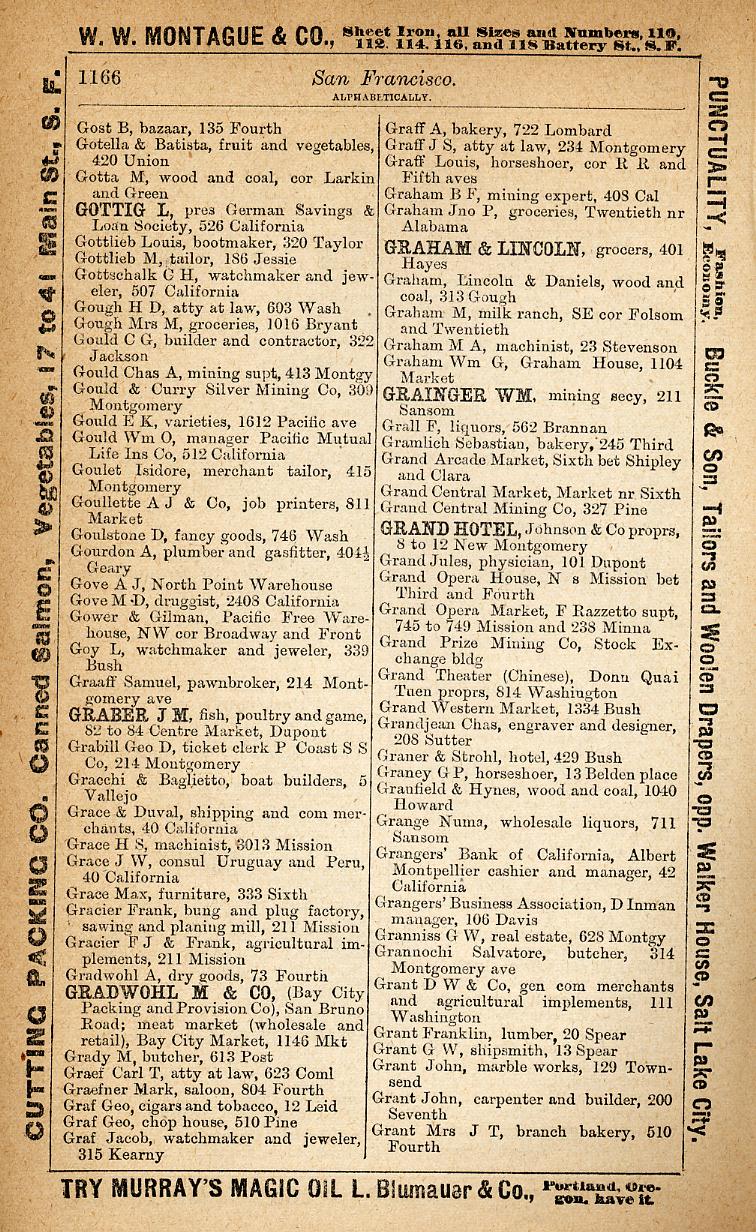 W. W. MONTAGUE & CO., Sheet Iron, all Sizes and Numbers, 110,
112, 114, 116, and 118 Battery St., S. F.
1166
San Francisco.
ALPHABETICALLY.
Gost B, bazaar, 135 Fourth
Gotella & Batista, fruit and vegetables,
420 Union
Gotta M, wood and coal, cor Larkin
and Green
GOTTIG L, pres German Savings &
Loan Society, 526 California
Gottlieb Louis, bootmaker, 320 Taylor
Gottlieb M, tailor, 186 Jessie
Gottschalk C H, watchmaker and jew-
eler, 507 California
Gough H D, atty at law, 603 Wash
Gough Mrs M, groceries, 1016 Bryant
Gould C G, builder and contractor, 322
Jackson
Gould Chas A, mining supt, 413 Montgy
Gould & Curry Silver Mining Co, 309
Montgomery
Gould E K, varieties, 1612 Pacific ave
Gould Wm O, manager Pacific Mutual
Life Ins Co, 512 California
Goulet Isidore, merchant tailor, 415
Montgomery
Goullette A J & Co, job printers, 811
Market
Goulstone D, fancy goods, 746 Wash
Gourdon A, plumber and gasfitter, 404½
Geary
Gove A J, North Point Warehouse
Gove M D, druggist, 2408 California
Gower & Gilman, Pacific Free Ware-
house, NW cor Broadway and Front
Goy L, watchmaker and jeweler, 339
Bush
Graaff Samuel, pawnbroker, 214 Mont-
gomery ave
GRABER J M, fish, poultry and game,
82 to 84 Centre Market, Dupont
Grabill Geo D, ticket clerk P Coast S S
Co, 214 Montgomery
Gracchi & Baglietto, boat builders, 5
Vallejo
Grace & Duval, shipping and com mer-
chants, 40 California
Grace H S, machinist, 3013 Mission
Grace J W, consul Uruguay and Peru,
40 California
Grace Max, furniture, 333 Sixth
Gracier Frank, bung and plug factory,
sawing and planing mill, 211 Mission
Gracier F J & Frank, agricultural im-
plements, 211 Mission
Gradwohl A, dry goods, 73 Fourth
GRADWOHL M & CO, (Bay City
Packing and Provision Co), San Bruno
Road; meat market (wholesale and
retail), Bay City Market, 1146 Mkt
Grady M, butcher, 613 Post
Graef Carl T, atty at law, 623 Coml
Graefner Mark, saloon, 804 Fourth
Graf Geo, cigars and tobacco, 12 Leid
Graf Geo, chop house, 510 Pine
Graf Jacob, watchmaker and jeweler,
315 Kearny
Graff A, bakery, 722 Lombard
Graff J S, atty at law, 234 Montgomery
Graff Louis, horseshoer, cor R R and
Fifth aves
Graham B F, mining expert, 408 Cal
Graham Jno P, groceries, Twentieth nr
Alabama
GRAHAM & LINCOLN, grocers, 401
Hayes
Graham, Lincoln & Daniels, wood and
coal, 313 Gough
Graham M, milk ranch, SE cor Folsom
and Twentieth
Graham M A, machinist, 23 Stevenson
Graham Wm G, Graham House, 1104
Market
GRAINGER WM, mining secy, 211
Sansom
Grall F, liquors, 562 Brannan
Gramlich Sebastian, bakery, 245 Third
Grand Arcade Market, Sixth bet Shipley
and Clara
Grand Central Market, Market nr Sixth
Grand Central Mining Co, 327 Pine
GRAND HOTEL, Johnson & Co proprs,
8 to 12 New Montgomery
Grand Jules, physician, 101 Dupont
Grand Opera House, N s Mission bet
Third and Fourth
Grand Opera Market, F Razzetto supt,
745 to 749 Mission and 238 Minna
Grand Prize Mining Co, Stock Ex-
change bldg
Grand Theater (Chinese), Donn Quai
Tuen proprs, 814 Washington
Grand Western Market, 1334 Bush
Grandjean Chas, engraver and designer,
208 Sutter
Graner & Strohl, hotel, 429 Bush
Graney G P, horseshoer, 13 Belden place
Granfield & Hynes, wood and coal, 1040
Howard
Grange Numa, wholesale liquors, 711
Sansom
Grangers' Bank of California, Albert
Montpellier cashier and manager, 42
California
Grangers' Business Association, D Inman
manager, 106 Davis
Granniss G W, real estate, 628 Montgy
Grannochi Salvatore, butcher, 314
Montgomery ave
Grant D W & Co, gen com merchants
and agricultural implements, 111
Washington
Grant Franklin, lumber, 20 Spear
Grant G W, shipsmith, 13 Spear
Grant John, marble works, 129 Town-
send
Grant John, carpenter and builder, 200
Seventh
Grant Mrs J T, branch bakery, 510
Fourth
CUTTING PACKING CO. Canned Salmon, Vegetables, 17 to 41 Main St., S. F.
PUNCTUALITY, Fashion, Economy. Buckle & Son, Tailors and Woolen Drapers, opp. Walker House, Salt Lake City.
TRY MURRAY'S MAGIC OIL L. Blumauer & Co., Portland, Ore-
gon, have it.